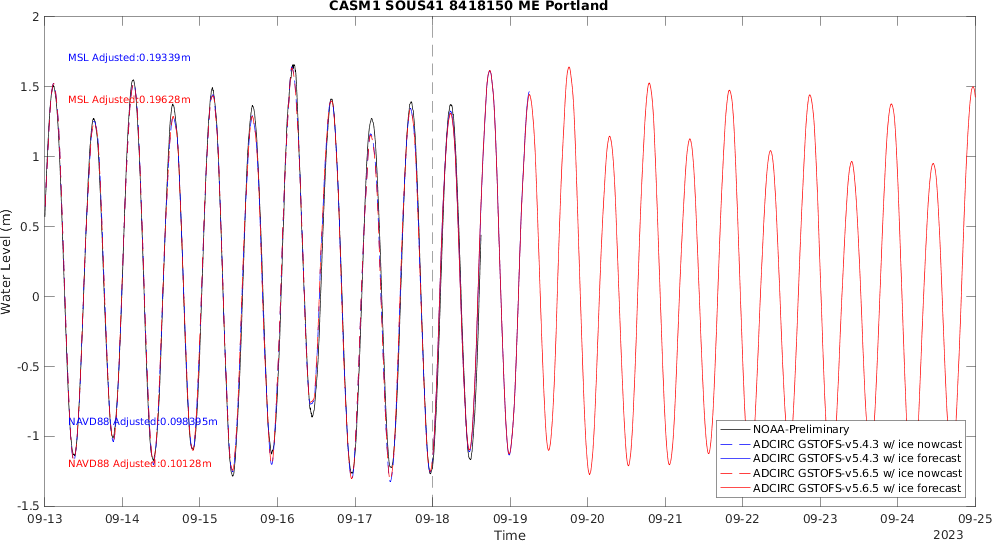 CASM1 SOUS41 8418150 ME Portland
2
1.5
1
0.5
0
-0.5
-1
-1.5
Water Level (m)
MSL Adjusted:0.19339m
MSL Adjusted:0.19628m
NAVD88 Adjusted:0.098395m
NAVD88 Adjusted:0.10128m
NOAA-Preliminary
ADCIRC GSTOFS-v5.4.3 w/ ice nowcast
ADCIRC GSTOFS-v5.4.3 w/ ice forecast
ADCIRC GSTOFS-v5.6.5 w/ ice nowcast
ADCIRC GSTOFS-v5.6.5 w/ ice forecast
09-13 09-14 09-15 09-16 09-17 09-18 09-19 09-20 09-21 09-22 09-23 09-24 09-25
Time
2023